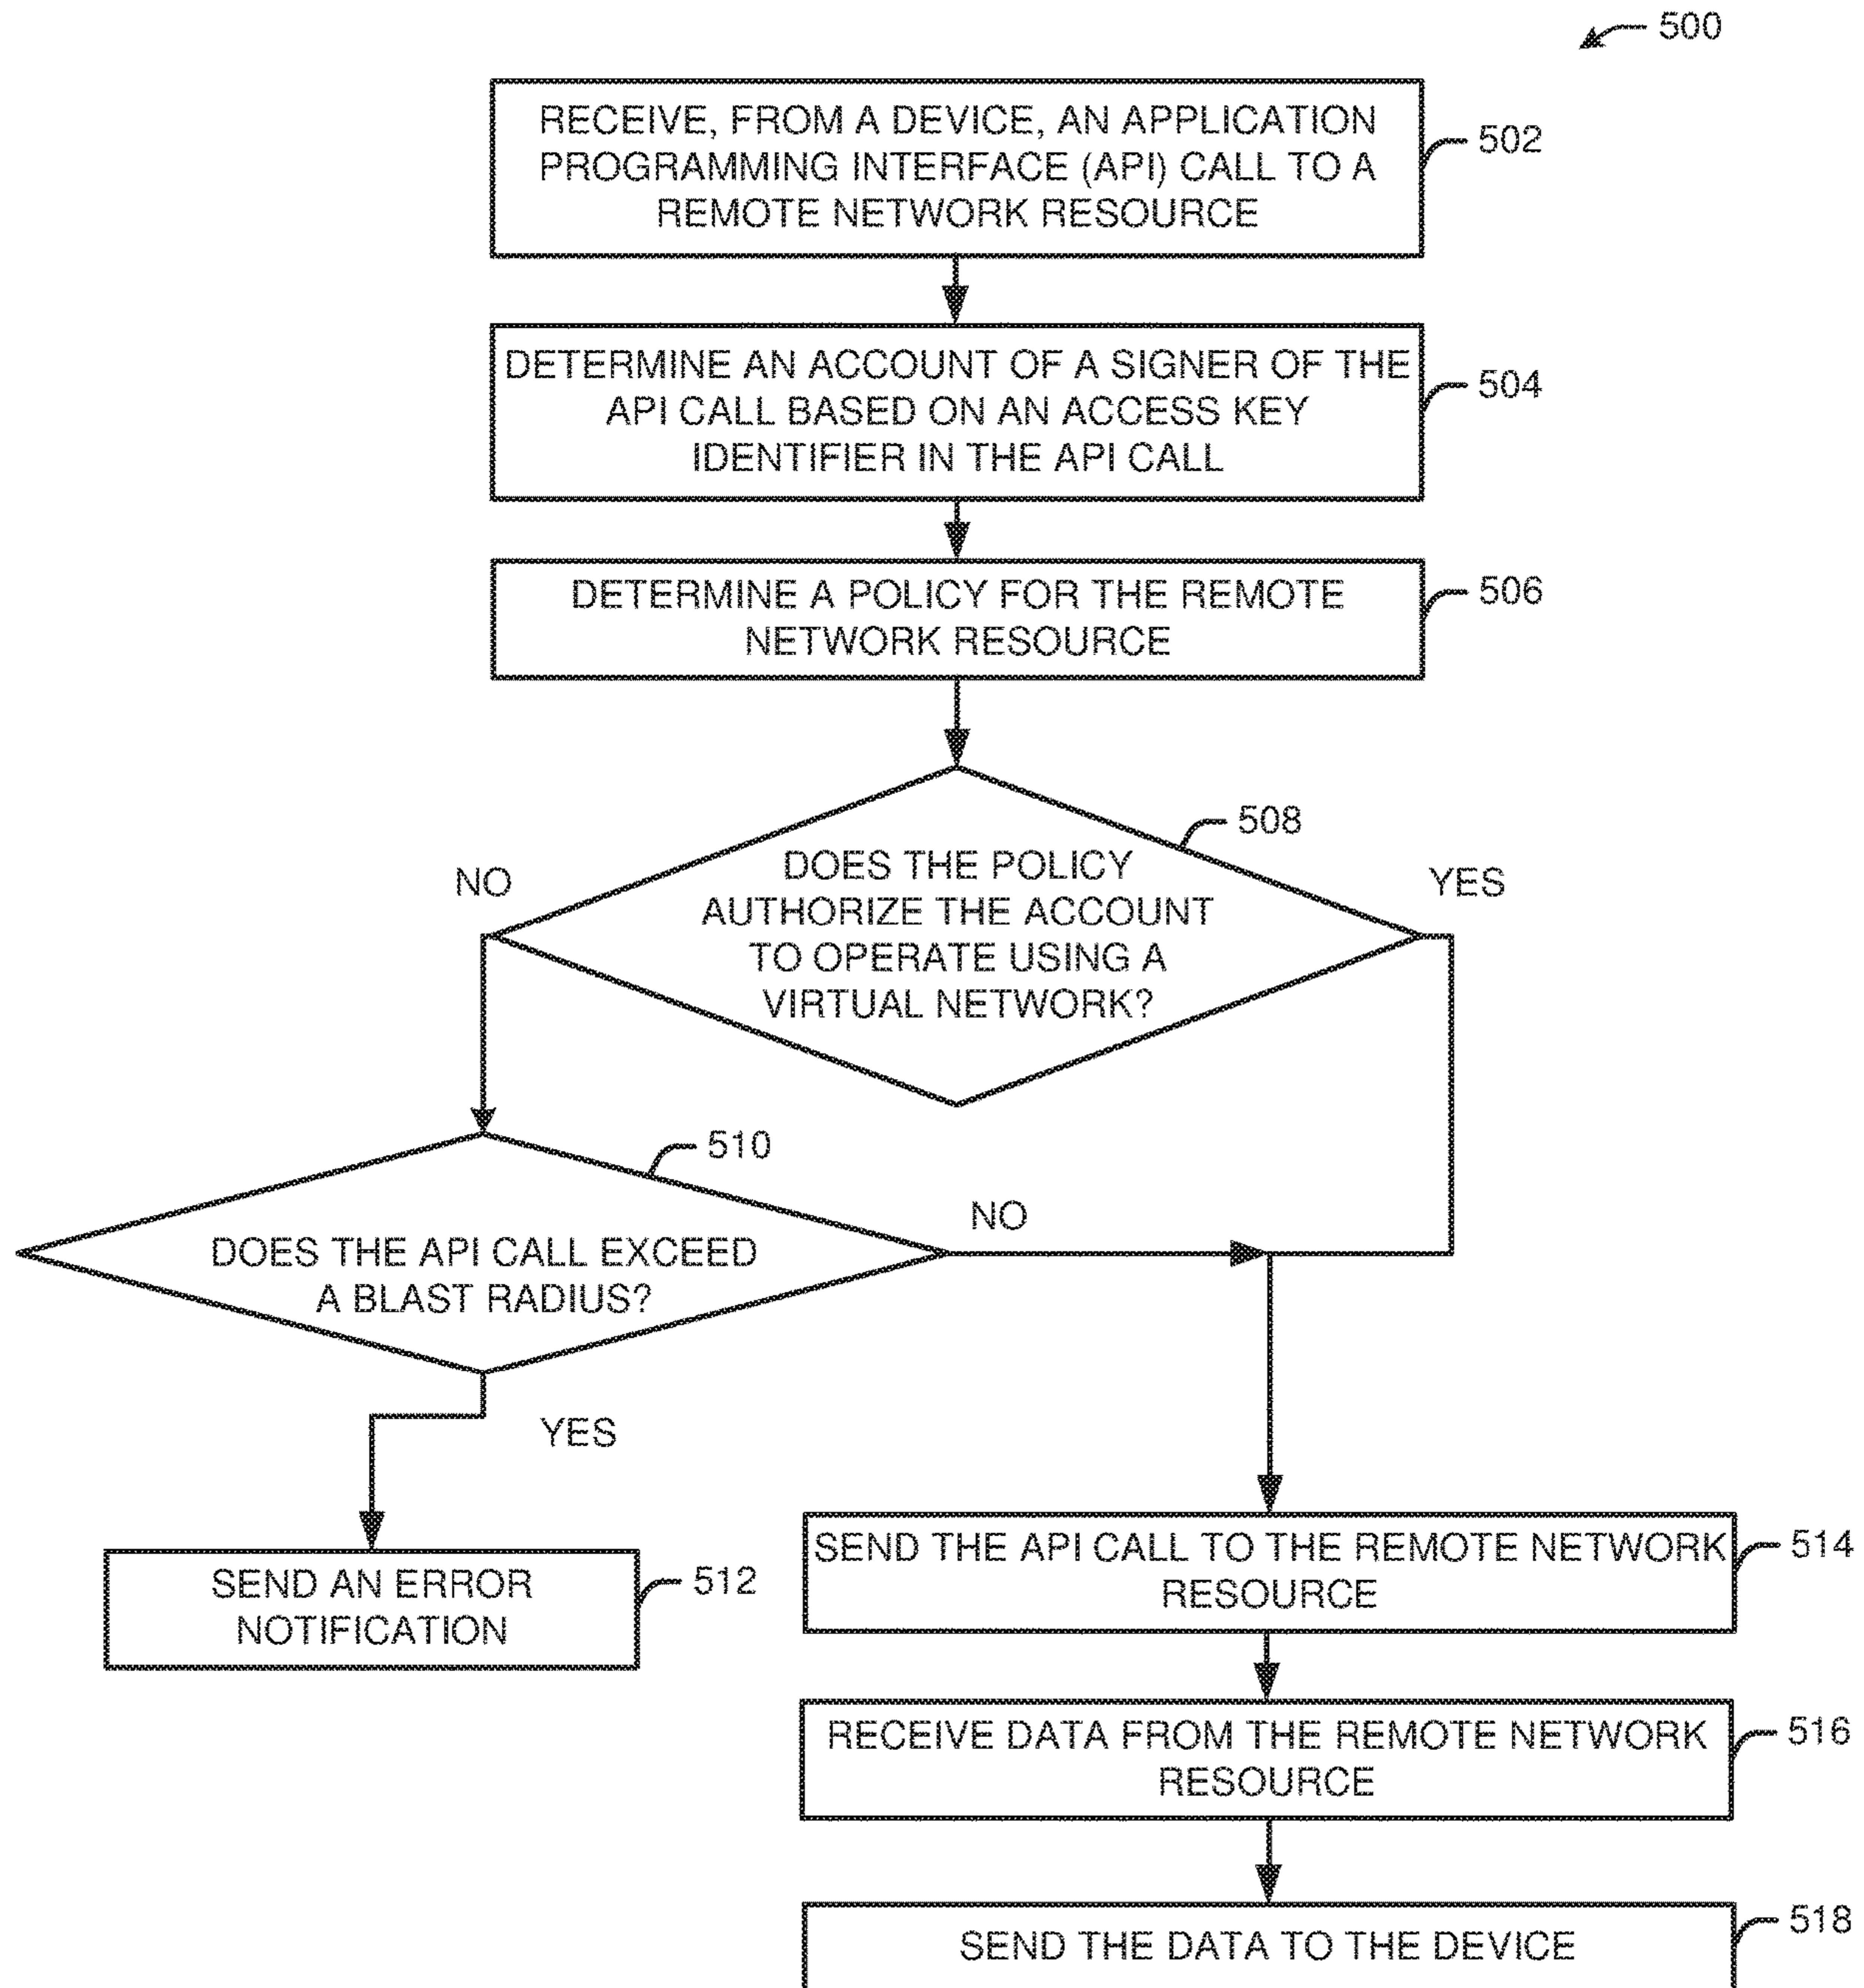 500
RECEIVE, FROM A DEVICE, AN APPLICATION
PROGRAMMING INTERFACE (API) CALL TO A
REMOTE NETWORK RESOURCE
502
DETERMINE AN ACCOUNT OF A SIGNER OF THE
API CALL BASED ON AN ACCESS KEY
IDENTIFIER IN THE API CALL
504
DETERMINE A POLICY FOR THE REMOTE
NETWORK RESOURCE
506
508
NO
DOES THE POLICY
AUTHORIZE THE ACCOUNT
TO OPERATE USING A
VIRTUAL NETWORK?
YES
510
DOES THE API CALL EXCEED
A BLAST RADIUS?
NO
YES
SEND AN ERROR
NOTIFICATION
512
SEND THE API CALL TO THE REMOTE NETWORK
RESOURCE
514
RECEIVE DATA FROM THE REMOTE NETWORK
RESOURCE
516
SEND THE DATA TO THE DEVICE
518